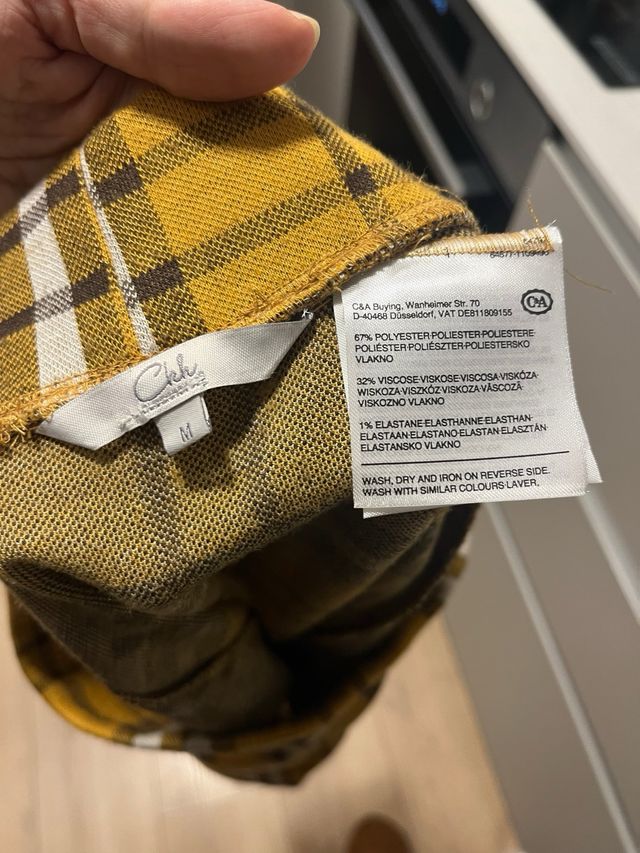 C&A Buying, Wanheimer Str. 70
D-40468 Düsseldorf, VAT DE811809155
C&A
67% POLYESTER·POLIESTER·POLIESTERE
POLIÉSTER·POLIÉSZTER·POLIESTERSKO
VLAKNO
32% VISCOSE·VISKOSE·VISCOSA·VISKÓZA·
WISKOZA·VISZKÓZ·VISKOZA·VÂSCOZĂ·
VISKOZNO VLAKNO
1% ELASTANE·ELASTHANNE·ELASTHAN·
ELASTAAN·ELASTANO·ELASTAN·ELASZTÁN·
ELASTANSKO VLAKNO
WASH, DRY AND IRON ON REVERSE SIDE.
WASH WITH SIMILAR COLOURS·LAVER,
Ckh
M